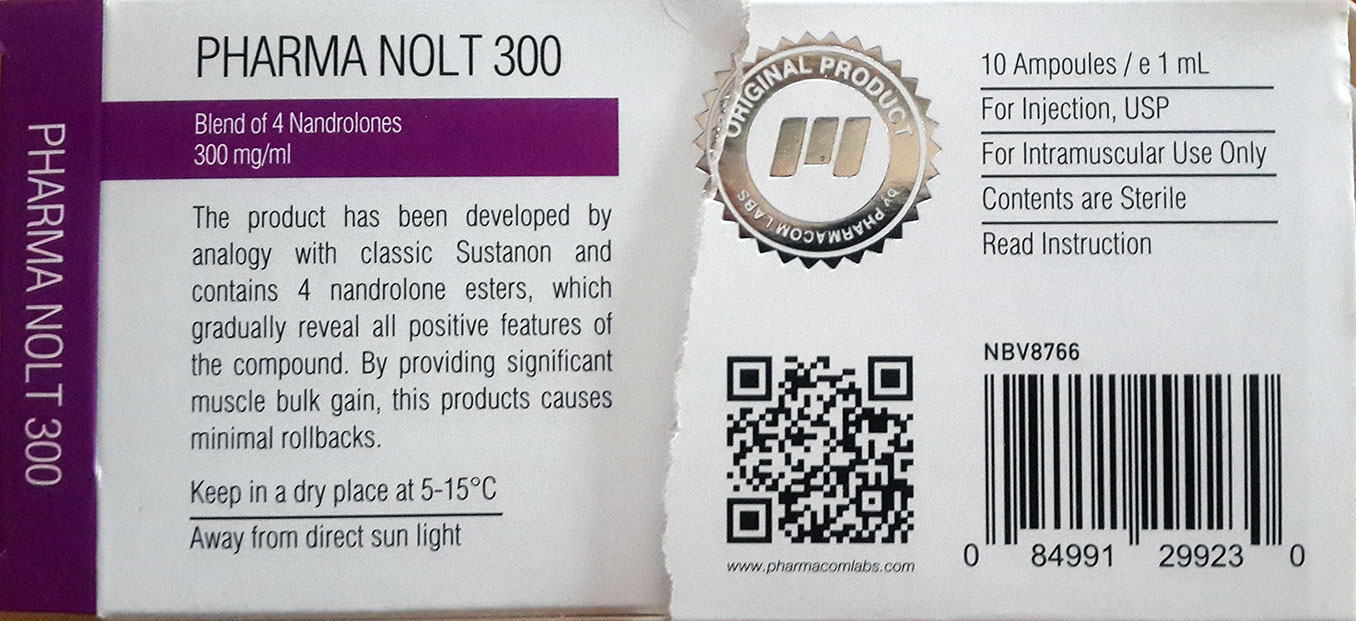 PHARMA NOLT 300
PHARMA NOLT 300
Blend of 4 Nandrolones
300 mg/ml
The product has been developed by
analogy with classic Sustanon and
contains 4 nandrolone esters, which
gradually reveal all positive features of
the compound. By providing significant
muscle bulk gain, this products causes
minimal rollbacks.
Keep in a dry place at 5-15°C
Away from direct sun light
ORIGINAL PRODUCT
by PHARMACOM LABS
www.pharmacomlabs.com
10 Ampoules / e 1 mL
For Injection, USP
For Intramuscular Use Only
Contents are Sterile
Read Instruction
NBV8766
0 84991 29923 0